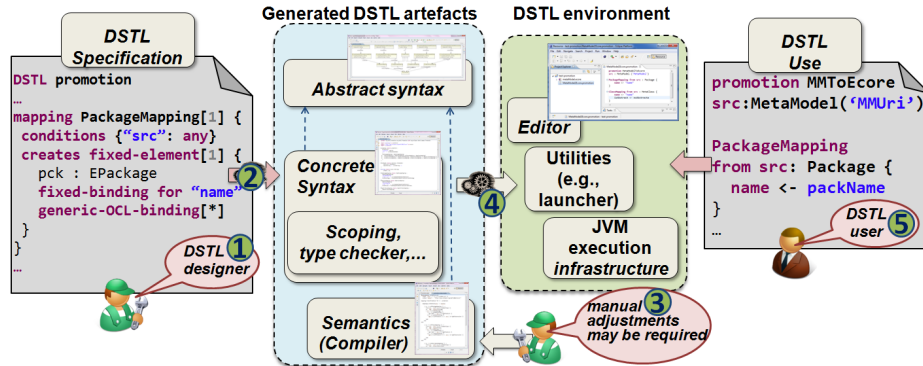 DSTL
Specification
DSTL promotion
…
mapping PackageMapping[1] {
conditions {“src”: any}
creates fixed-element[1] {
pck : EPackage
fixed-binding for “name”
generic-OCL-binding[*]
}
}
…
1
DSTL
designer
2
Generated DSTL artefacts
Abstract syntax
Concrete
Syntax
Scoping,
type checker,…
Semantics
(Compiler)
3
manual
adjustments
may be required
4
DSTL environment
Editor
Utilities
(e.g.,
launcher)
JVM
execution
infrastructure
DSTL
Use
promotion MMToEcore
src:MetaModel(‘MMUri’)
PackageMapping
from src: Package {
name <- packName
}
…
DSTL
user
5